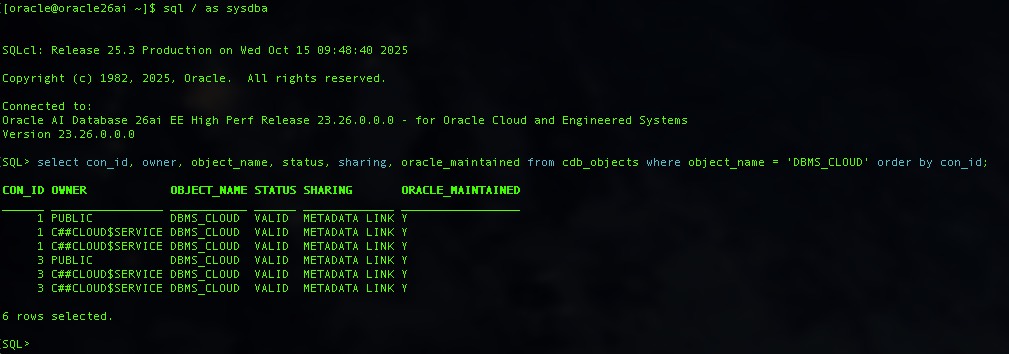 [oracle@oracle26ai ~]$ sql / as sysdba
SQLcl: Release 25.3 Production on Wed Oct 15 09:48:40 2025
Copyright (c) 1982, 2025, Oracle.  All rights reserved.
Connected to:
Oracle AI Database 26ai EE High Perf Release 23.26.0.0.0 - for Oracle Cloud and Engineered Systems
Version 23.26.0.0.0
SQL> select con_id, owner, object_name, status, sharing, oracle_maintained from cdb_objects where object_name = 'DBMS_CLOUD' order by con_id;
CON_ID OWNER OBJECT_NAME STATUS SHARING ORACLE_MAINTAINED
1 PUBLIC DBMS_CLOUD VALID METADATA LINK Y
1 C##CLOUD$SERVICE DBMS_CLOUD VALID METADATA LINK Y
1 C##CLOUD$SERVICE DBMS_CLOUD VALID METADATA LINK Y
3 PUBLIC DBMS_CLOUD VALID METADATA LINK Y
3 C##CLOUD$SERVICE DBMS_CLOUD VALID METADATA LINK Y
3 C##CLOUD$SERVICE DBMS_CLOUD VALID METADATA LINK Y
6 rows selected.
SQL>